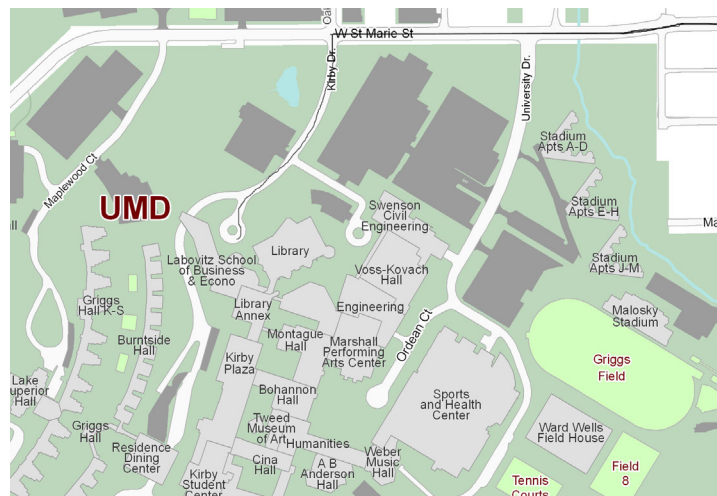 Oak
W St Marie St
Kirby Dr.
University Dr.
Stadium
Apts A-D
Maplewood Ct
UMD
Swenson
Civil
Engineering
Stadium
Apts E-H
Ma
Labovitz School
of Business
& Econo
Library
Voss-Kovach
Hall
Stadium
Apts J-M
Griggs
Hall K-S
Library
Annex
Engineering
Malosky
Stadium
Burntside
Hall
Montague
Hall
Marshall
Performing
Arts Center
Ordean Ct
Kirby
Plaza
Griggs
Field
Lake
Superior
Hall
Bohannon
Hall
Sports
and Health
Center
Griggs
Hall
Tweed
Museum
of Art
Ward Wells
Field House
Residence
Dining
Center
Humanities
Weber
Music
Hall
Cina
Hall
A B
Anderson
Hall
Kirby
Student
Center
Field
8
Tennis
Courts